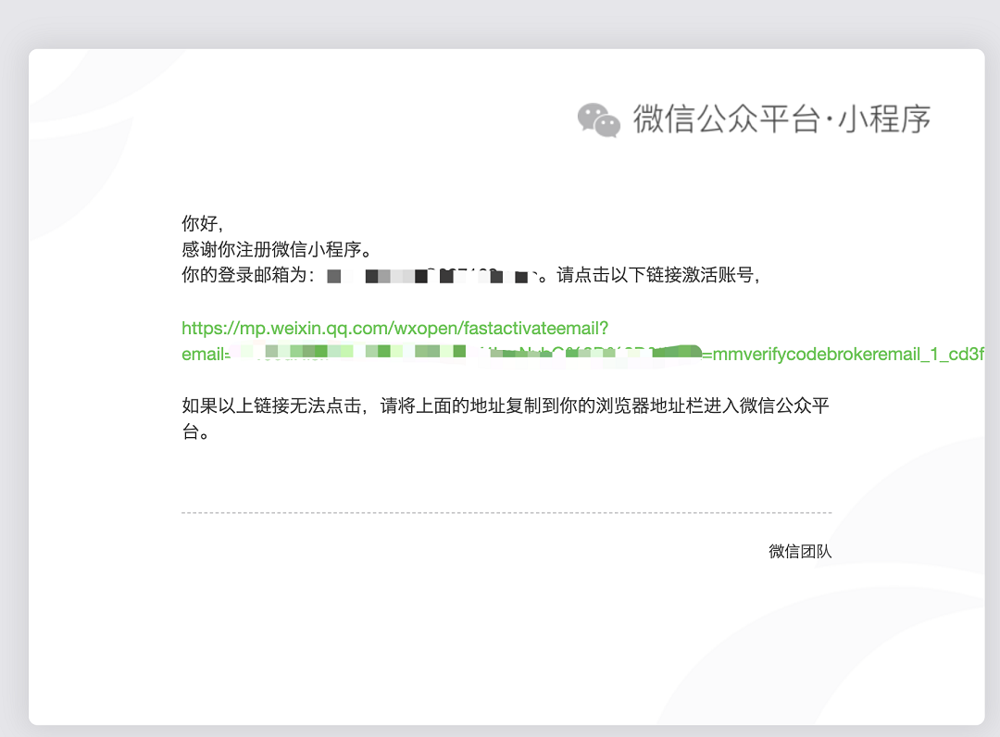 微信公众平台·小程序
你好,
感谢你注册微信小程序。
你的登录邮箱为: 。请点击以下链接激活账号,
https://mp.weixin.qq.com/wxopen/fastactivateemail?
email= =mmverifycodebrokeremail_1_cd3f
如果以上链接无法点击，请将上面的地址复制到你的浏览器地址栏进入微信公众平
台。
微信团队